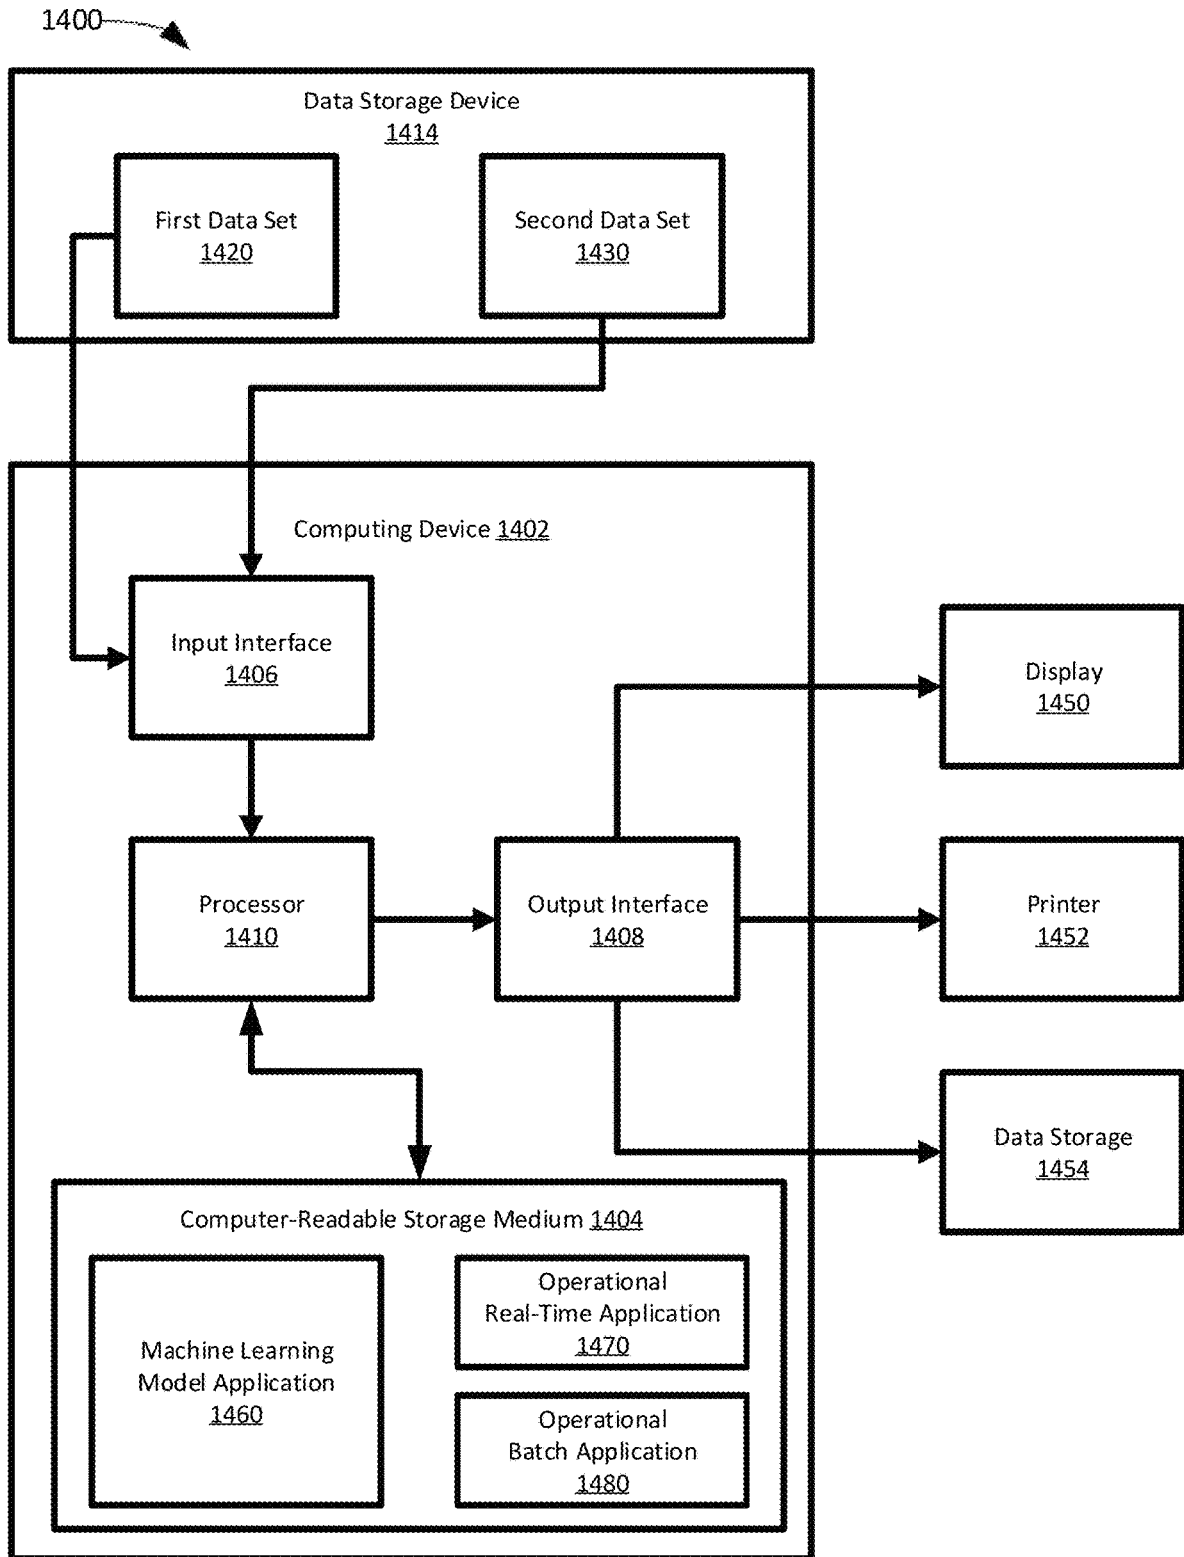 1400
Data Storage Device
1414
First Data Set
1420
Second Data Set
1430
Computing Device 1402
Input Interface
1406
Display
1450
Processor
1410
Output Interface
1408
Printer
1452
Data Storage
1454
Computer-Readable Storage Medium 1404
Machine Learning
Model Application
1460
Operational
Real-Time Application
1470
Operational
Batch Application
1480